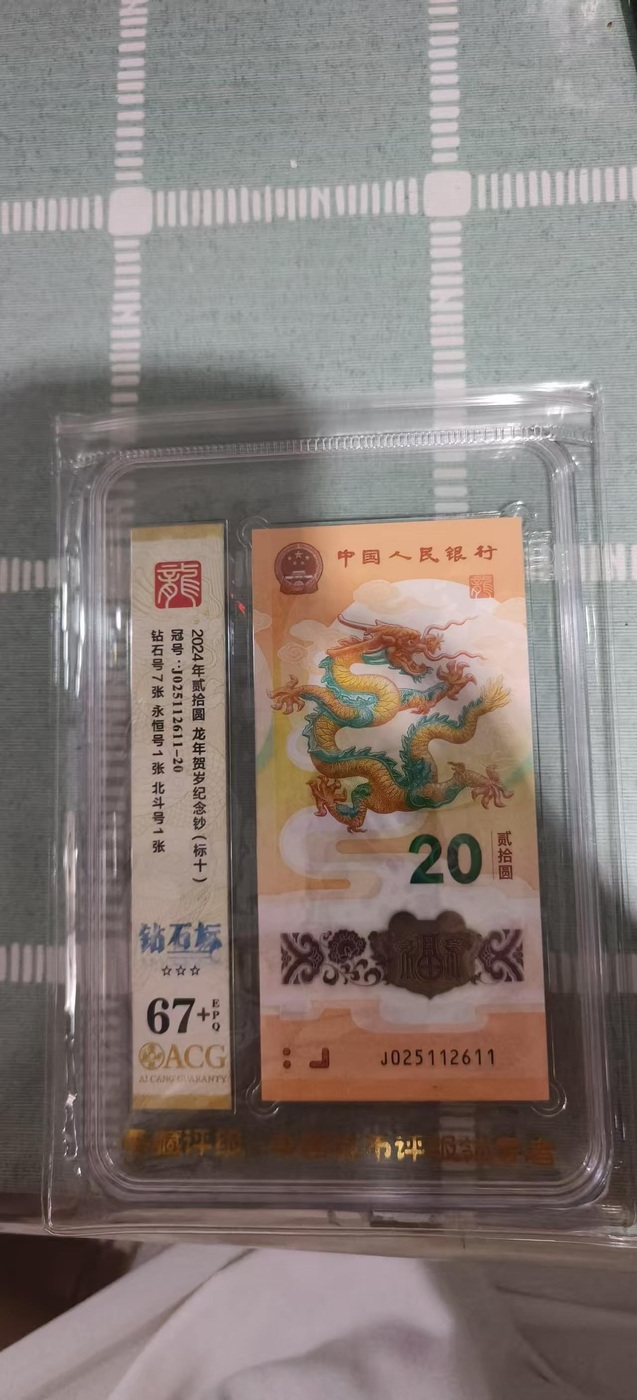 龍
2024年贰拾圆 龙年贺岁纪念钞(标十)
冠号:J025112611-20
钻石号7张 永恒号1张 北斗号1张
钻石标
☆☆☆
67+EPQ
ACG
中国人民银行
龍
20
贰拾圆
福
J025112611